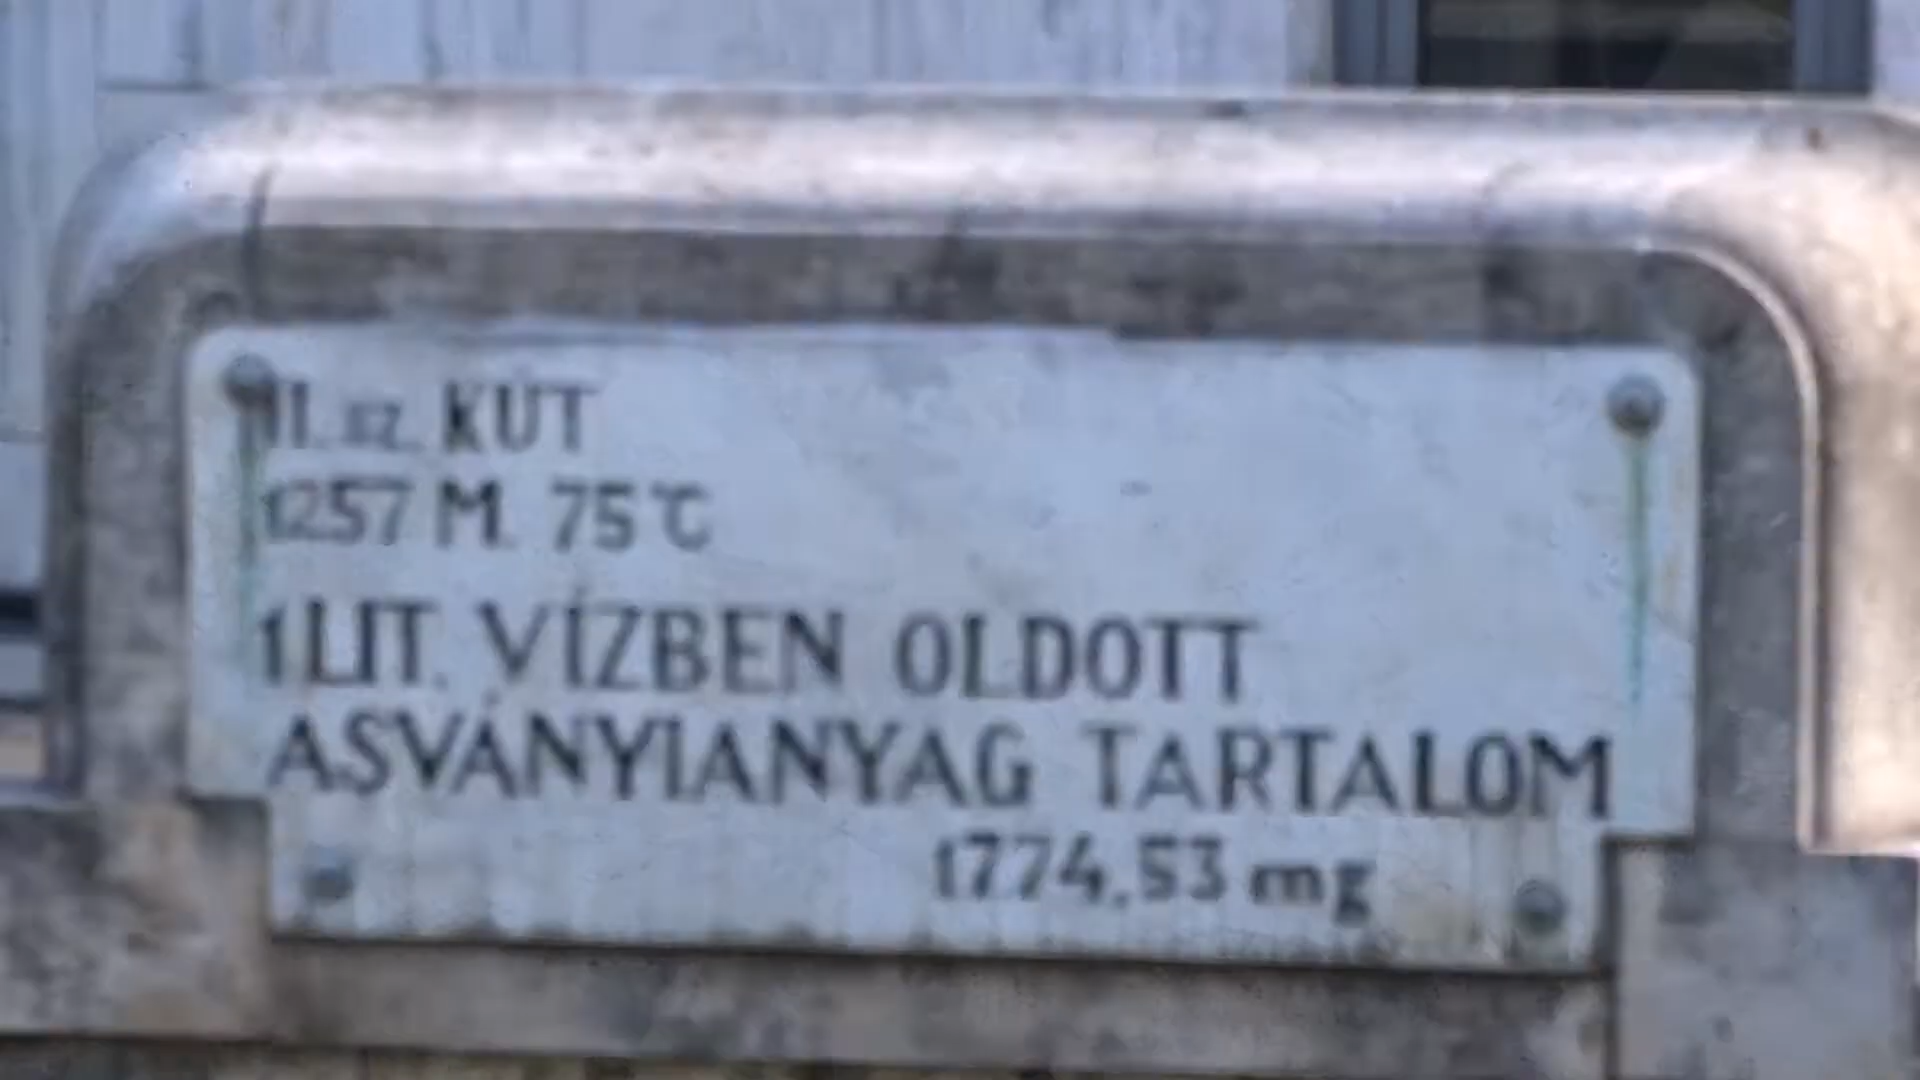 II. sz. KÚT
1257 M. 75°C
1 LIT. VÍZBEN OLDOTT
ASVÁNYIANYAG TARTALOM
1774,53 mg